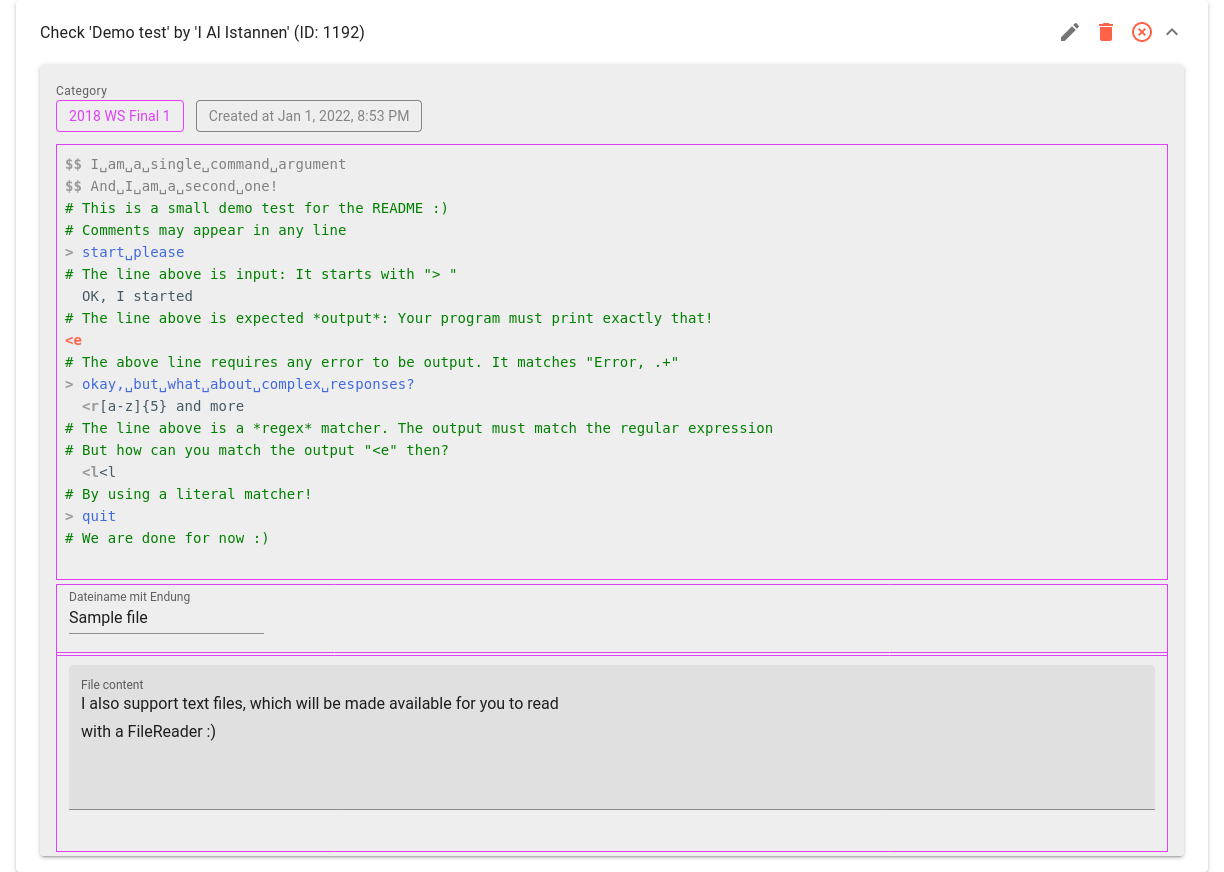 Check 'Demo test' by 'I Al Istannen' (ID: 1192)
Category
2018 WS Final 1
Created at Jan 1, 2022, 8:53 PM
$$ I␣am␣a␣single␣command␣argument
$$ And␣I␣am␣a␣second␣one!
# This is a small demo test for the README :)
# Comments may appear in any line
> start␣please
# The line above is input: It starts with "> "
OK, I started
# The line above is expected *output*: Your program must print exactly that!
<e
# The above line requires any error to be output. It matches "Error, .+"
> okay,␣but␣what␣about␣complex␣responses?
<r[a-z]{5} and more
# The line above is a *regex* matcher. The output must match the regular expression
# But how can you match the output "<e" then?
<l<l
# By using a literal matcher!
> quit
# We are done for now :)
Dateiname mit Endung
Sample file
File content
I also support text files, which will be made available for you to read
with a FileReader :)